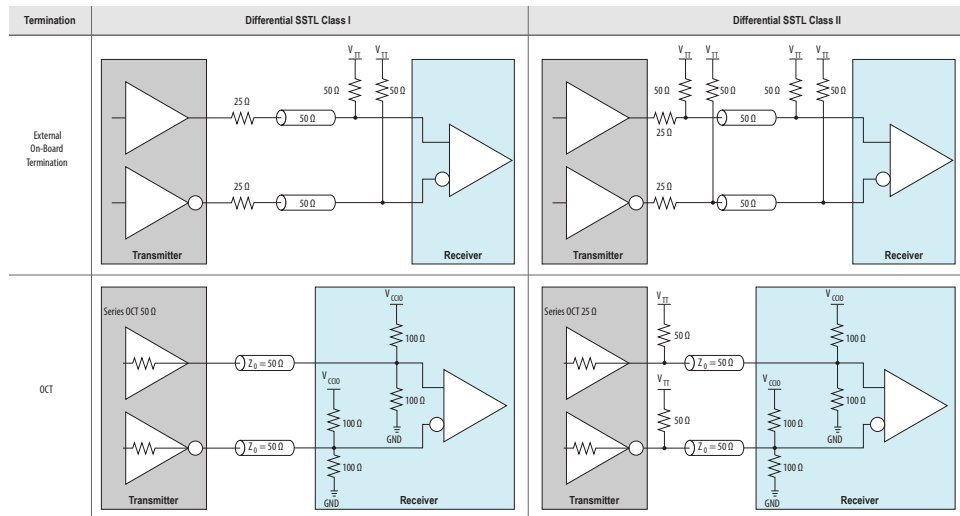 Termination
Differential SSTL Class I
Differential SSTL Class II
External
On-Board
Termination
V TT
V TT
50 Ω
50 Ω
25 Ω
50 Ω
25 Ω
50 Ω
Transmitter
Receiver
V TT
V TT
V TT
V TT
50 Ω
50 Ω
50 Ω
50 Ω
25 Ω
50 Ω
25 Ω
50 Ω
Transmitter
Receiver
OCT
Series OCT 50 Ω
V CCIO
100 Ω
Z 0 = 50 Ω
V CCIO
100 Ω
100 Ω
GND
Z 0 = 50 Ω
100 Ω
GND
Transmitter
Receiver
Series OCT 25 Ω
V TT
V CCIO
50 Ω
100 Ω
Z 0 = 50 Ω
V TT
V CCIO
100 Ω
50 Ω
100 Ω
GND
Z 0 = 50 Ω
100 Ω
GND
Transmitter
Receiver